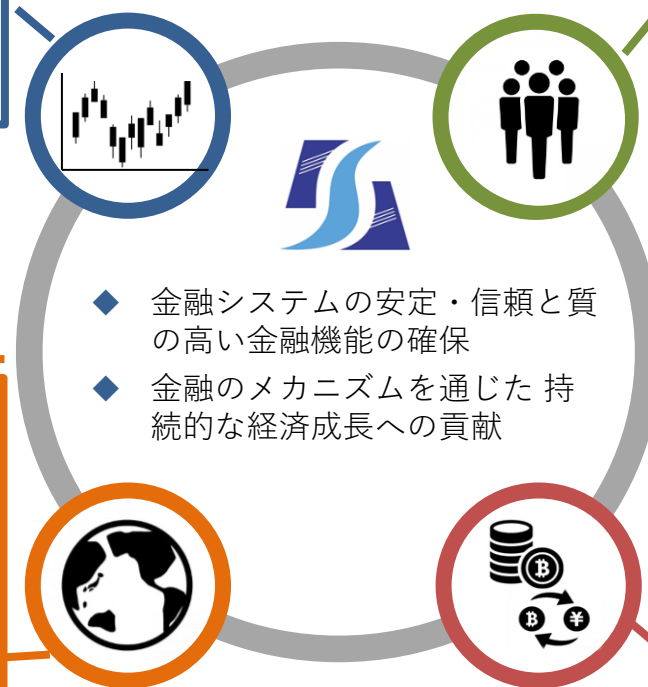 ◆ 金融システムの安定・信頼と質
の高い金融機能の確保
◆ 金融のメカニズムを通じた 持
続的な経済成長への貢献